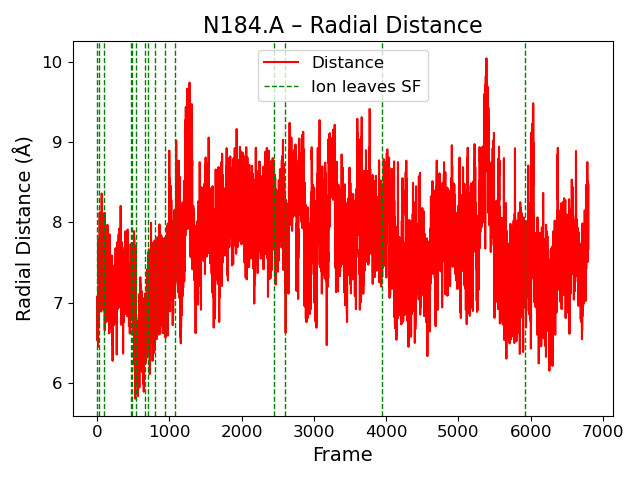 N184.A – Radial Distance
Distance
Ion leaves SF
Radial Distance (Å)
10
9
8
7
6
0 1000 2000 3000 4000 5000 6000 7000
Frame